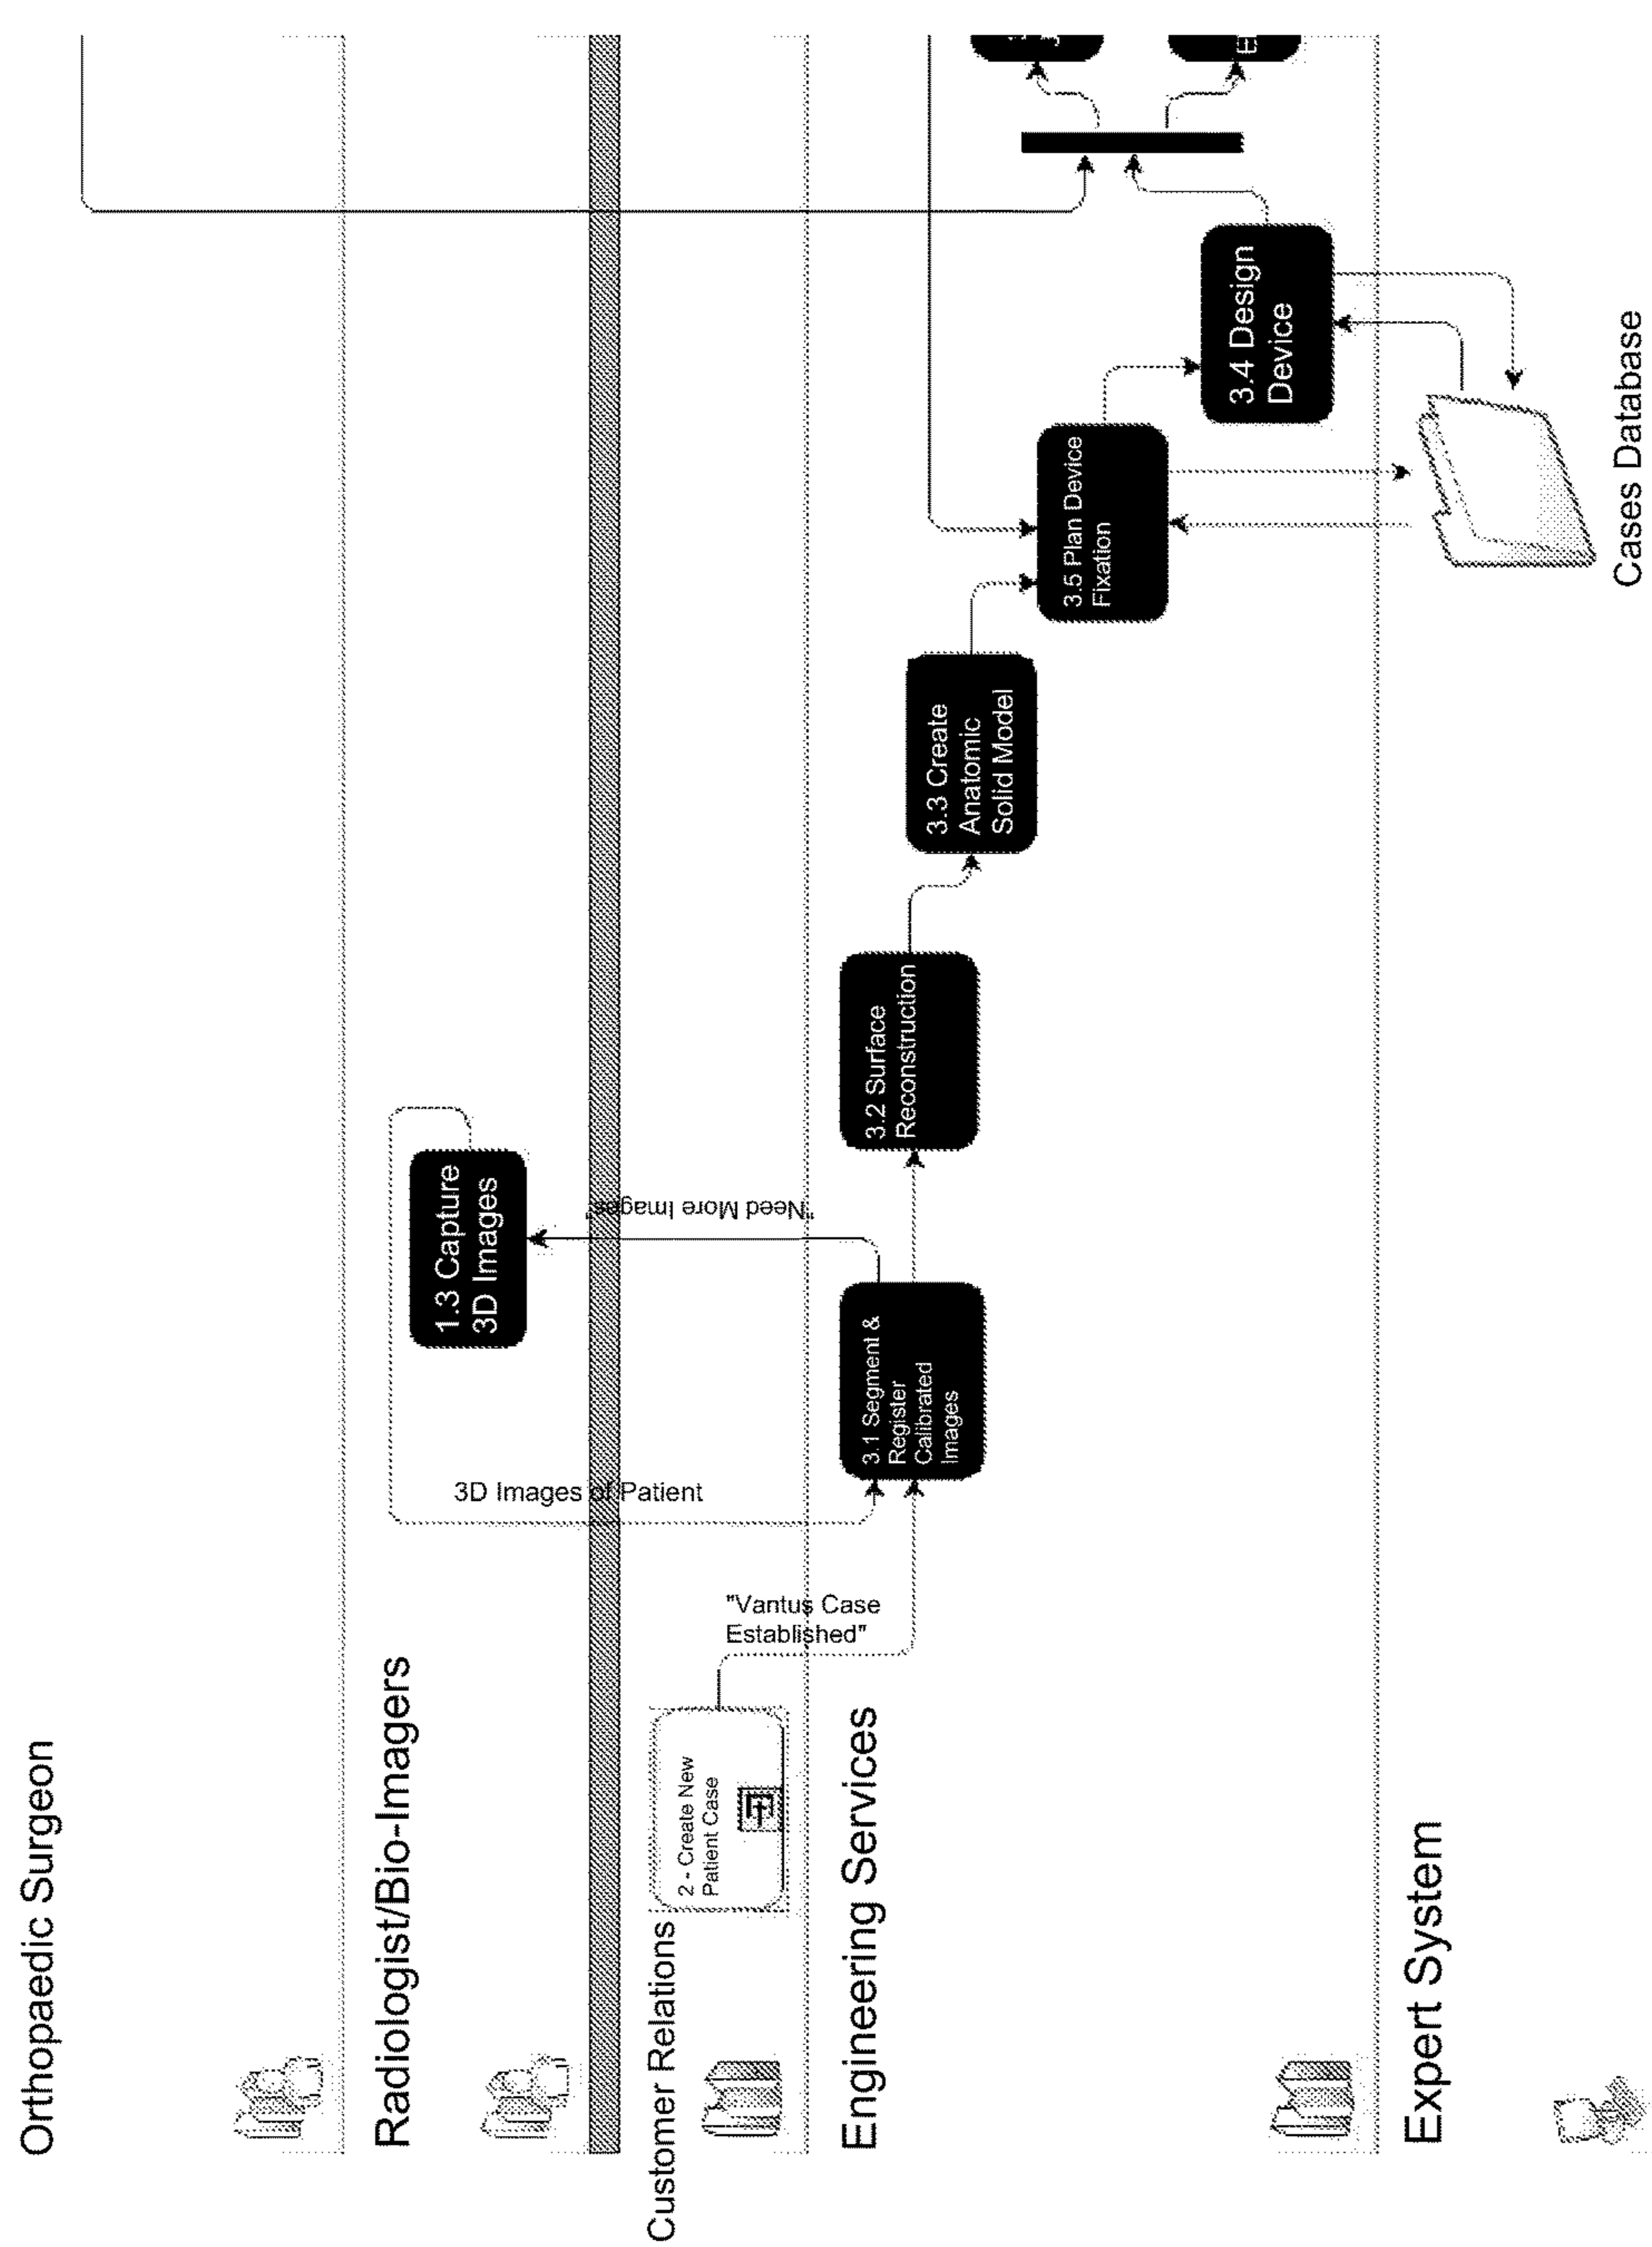 Orthopaedic Surgeon
Radiologist/Bio-Imagers
1.3 Capture
3D Images
3D Images of Patient
"Need More Images"
Customer Relations
2 - Create New
Patient Case
"Vantus Case
Established"
Engineering Services
3.1 Segment &
Register
Calibrated
Images
3.2 Surface
Reconstruction
3.3 Create
Anatomic
Solid Model
3.5 Plan Device
Fixation
3.4 Design
Device
Expert System
Cases Database